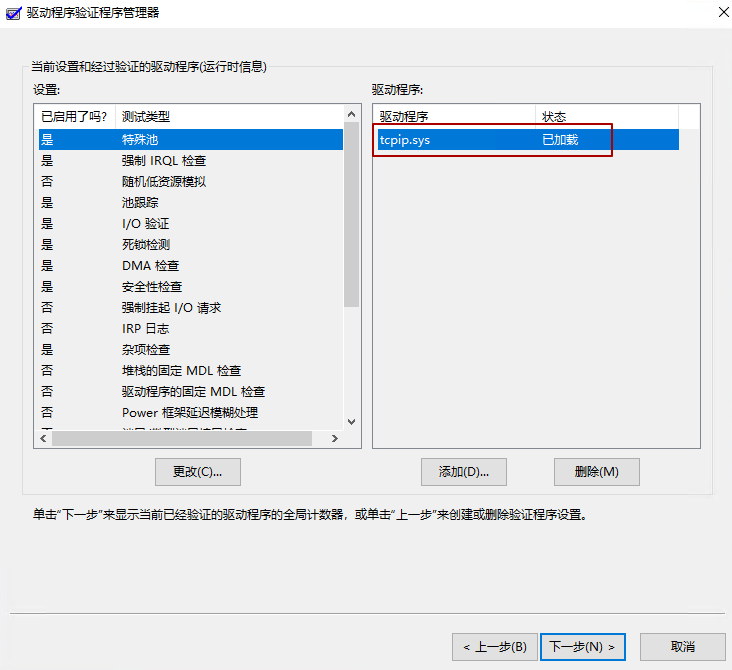 驱动程序验证程序管理器
当前设置和经过验证的驱动程序(运行时信息)
设置:
已启用了吗? 测试类型
是 特殊池
是 强制 IRQL 检查
否 随机低资源模拟
是 池跟踪
是 I/O 验证
是 死锁检测
是 DMA 检查
是 安全性检查
否 强制挂起 I/O 请求
否 IRP 日志
是 杂项检查
否 堆栈的固定 MDL 检查
否 驱动程序的固定 MDL 检查
否 Power 框架延迟模糊处理
驱动程序:
驱动程序 状态
tcpip.sys 已加载
更改(C)... 添加(D)... 删除(M)
单击“下一步”来显示当前已经验证的驱动程序的全局计数器，或单击“上一步”来创建或删除验证程序设置。
< 上一步(B) 下一步(N) > 取消